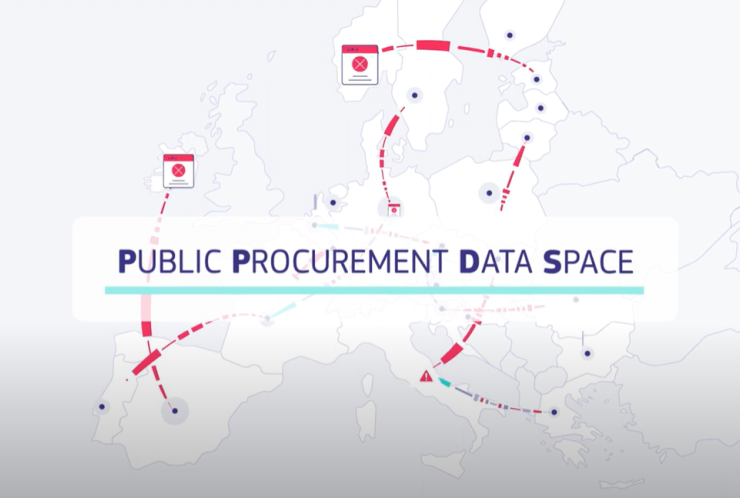 PUBLIC PROCUREMENT DATA SPACE